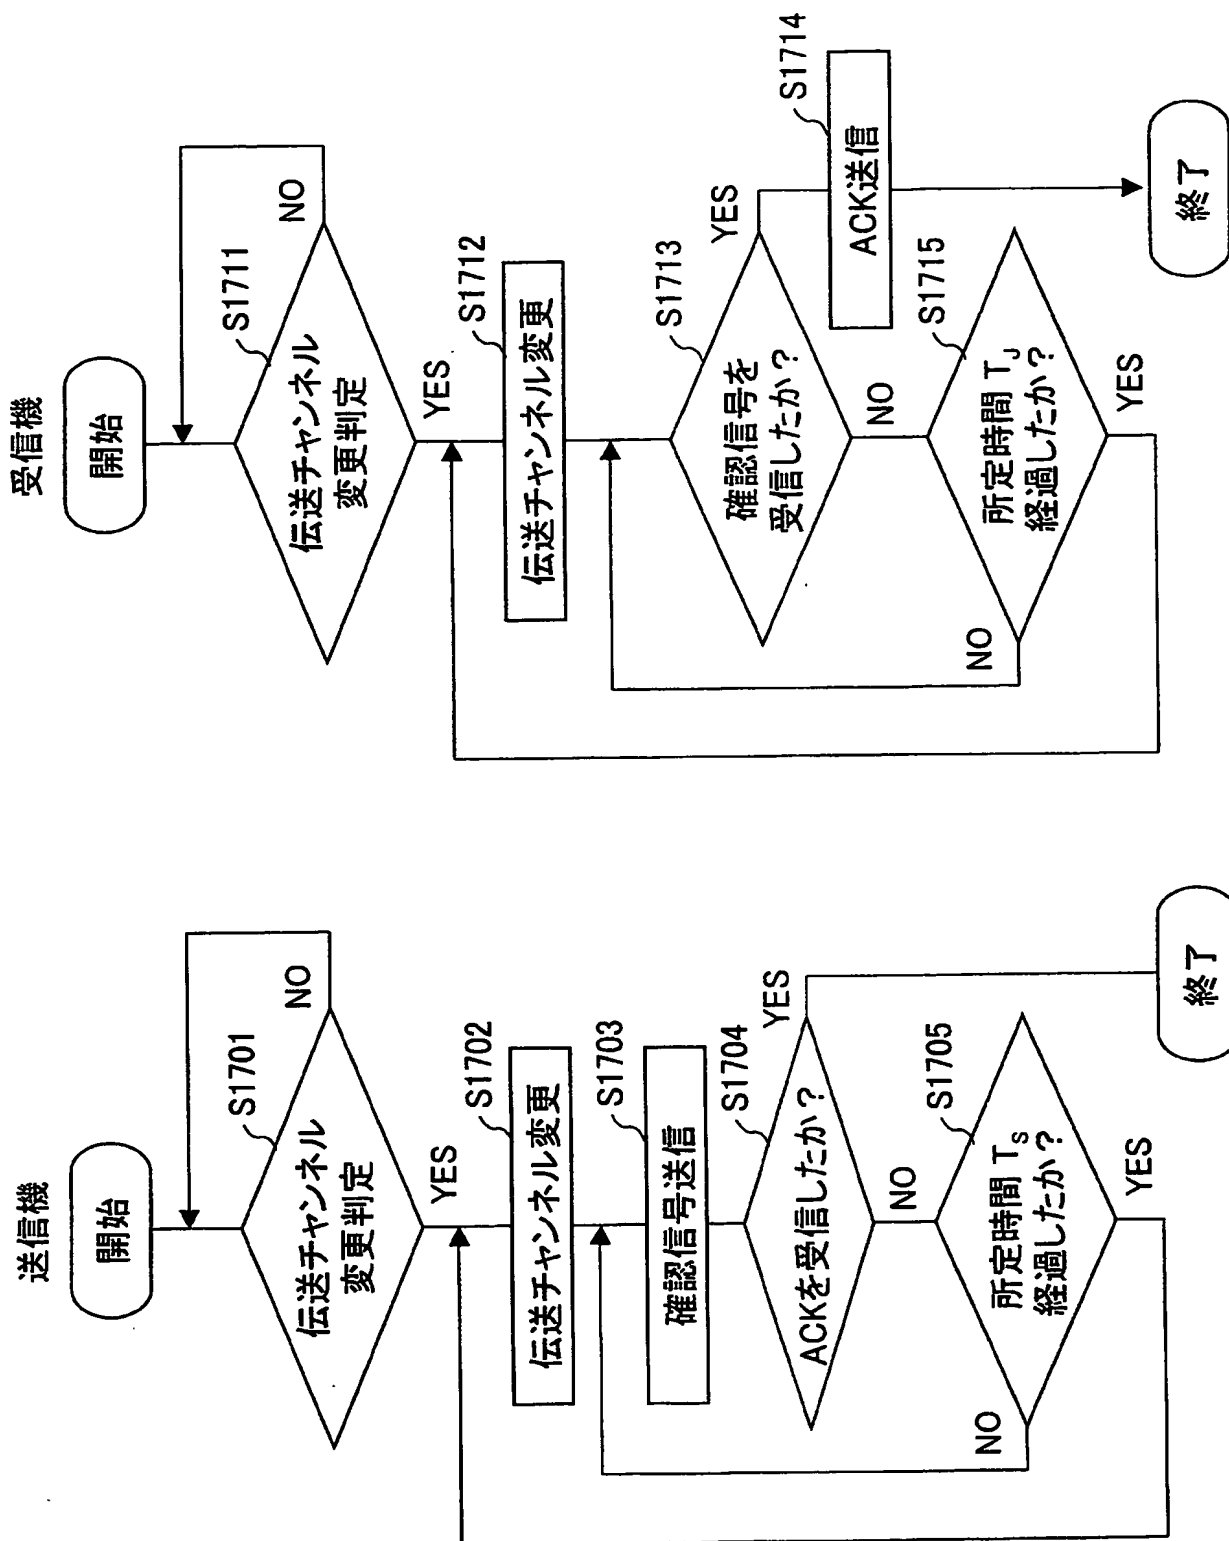 送信機
開始
S1701
伝送チャンネル
変更判定
NO
YES
S1702
伝送チャンネル変更
S1703
確認信号送信
S1704
ACKを受信したか?
YES
NO
S1705
所定時間 TS
経過したか?
NO
YES
終了
受信機
開始
S1711
伝送チャンネル
変更判定
NO
YES
S1712
伝送チャンネル変更
S1713
確認信号を
受信したか?
YES
S1714
ACK送信
NO
S1715
所定時間 TJ
経過したか?
NO
YES
終了